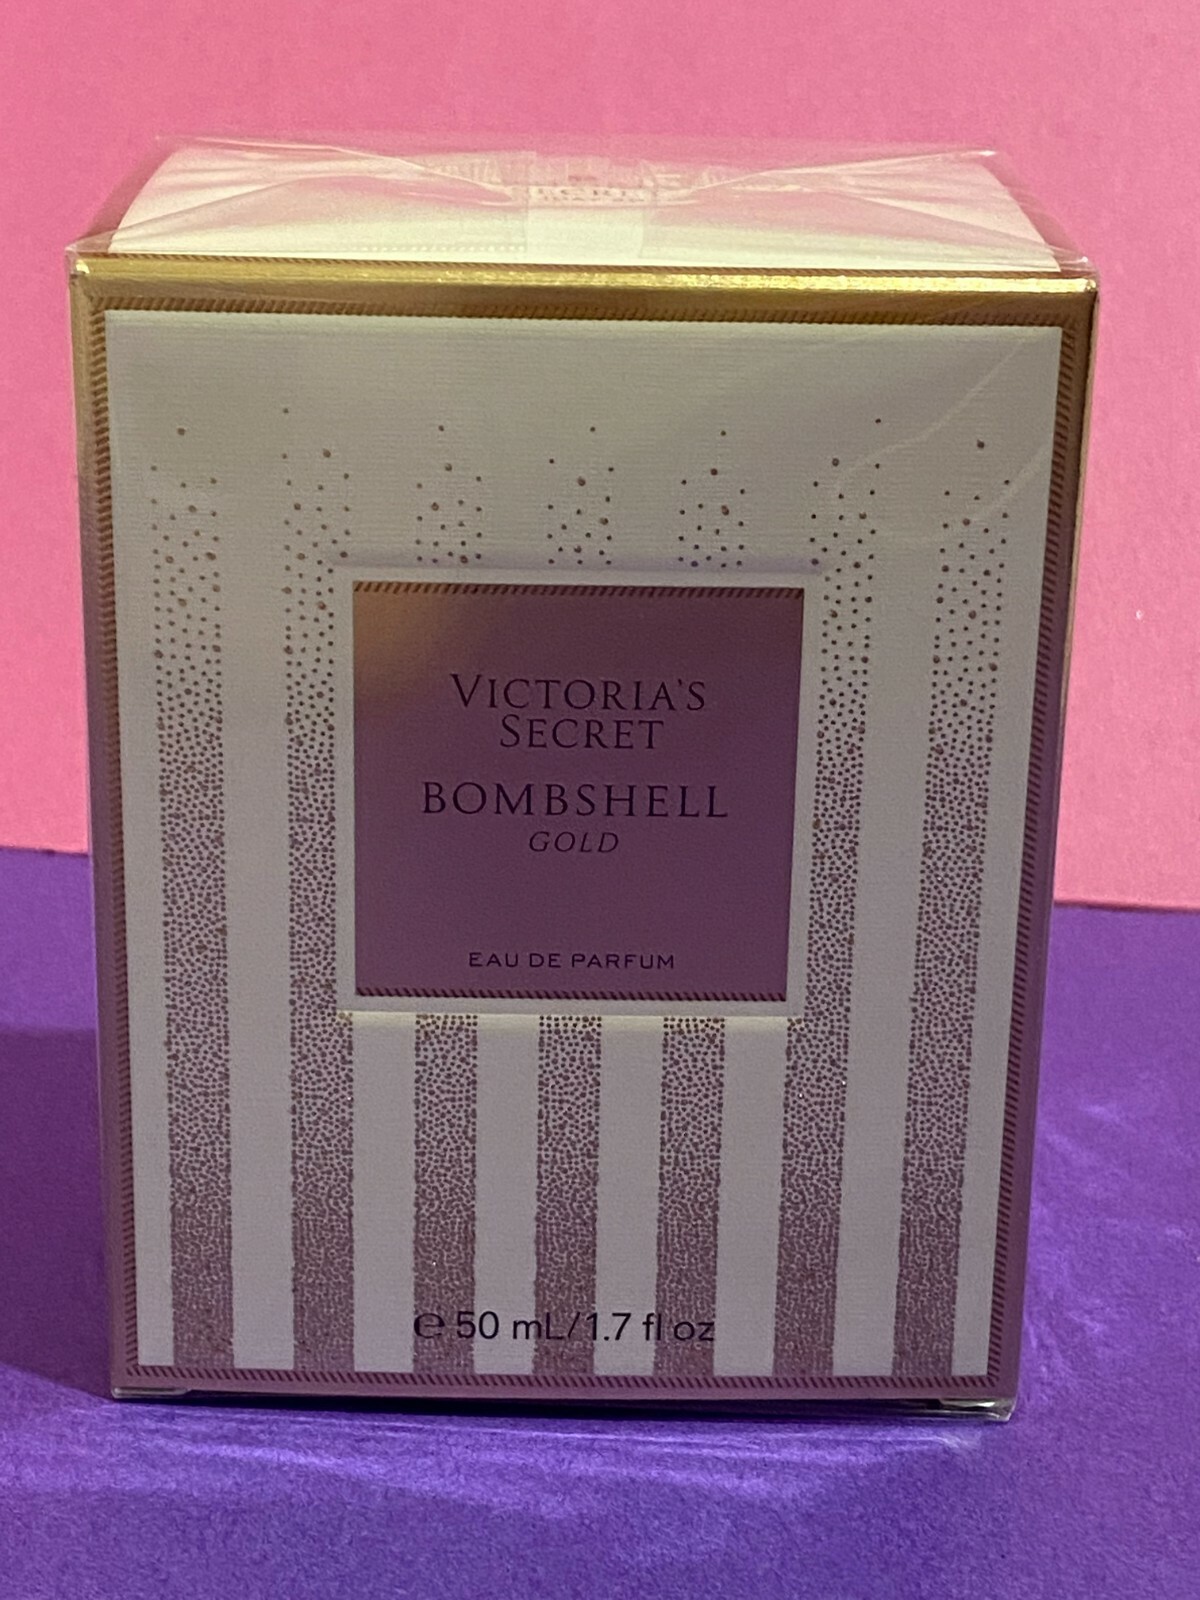 VICTORIA'S
SECRET
BOMBSHELL
GOLD
EAU DE PARFUM
℮ 50 mL/1.7 fl oz